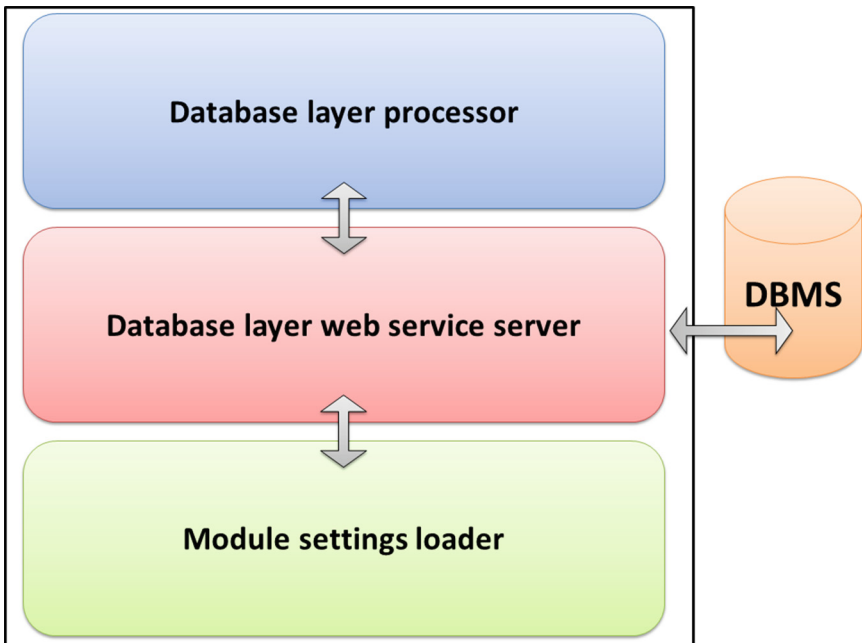 Database layer processor
Database layer web service server
DBMS
Module settings loader